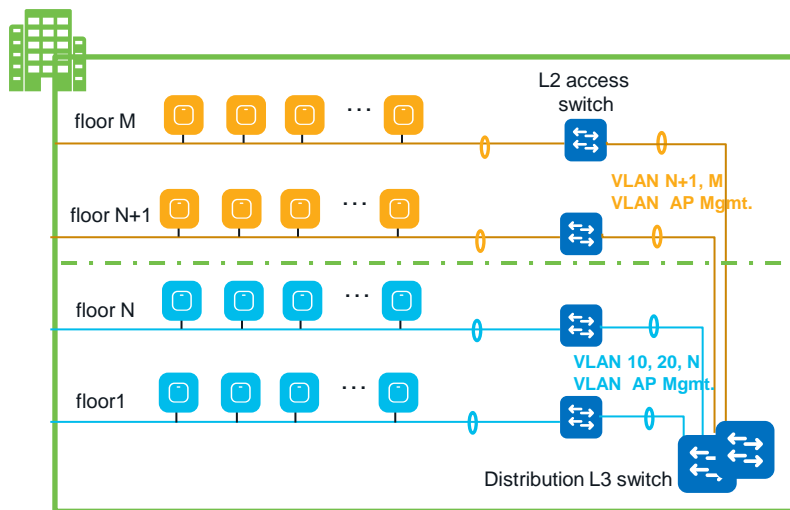 L2 access
switch
floor M
...
VLAN N+1, M
VLAN AP Mgmt.
floor N+1
...
floor N
...
VLAN 10, 20, N
VLAN AP Mgmt.
floor1
...
Distribution L3 switch